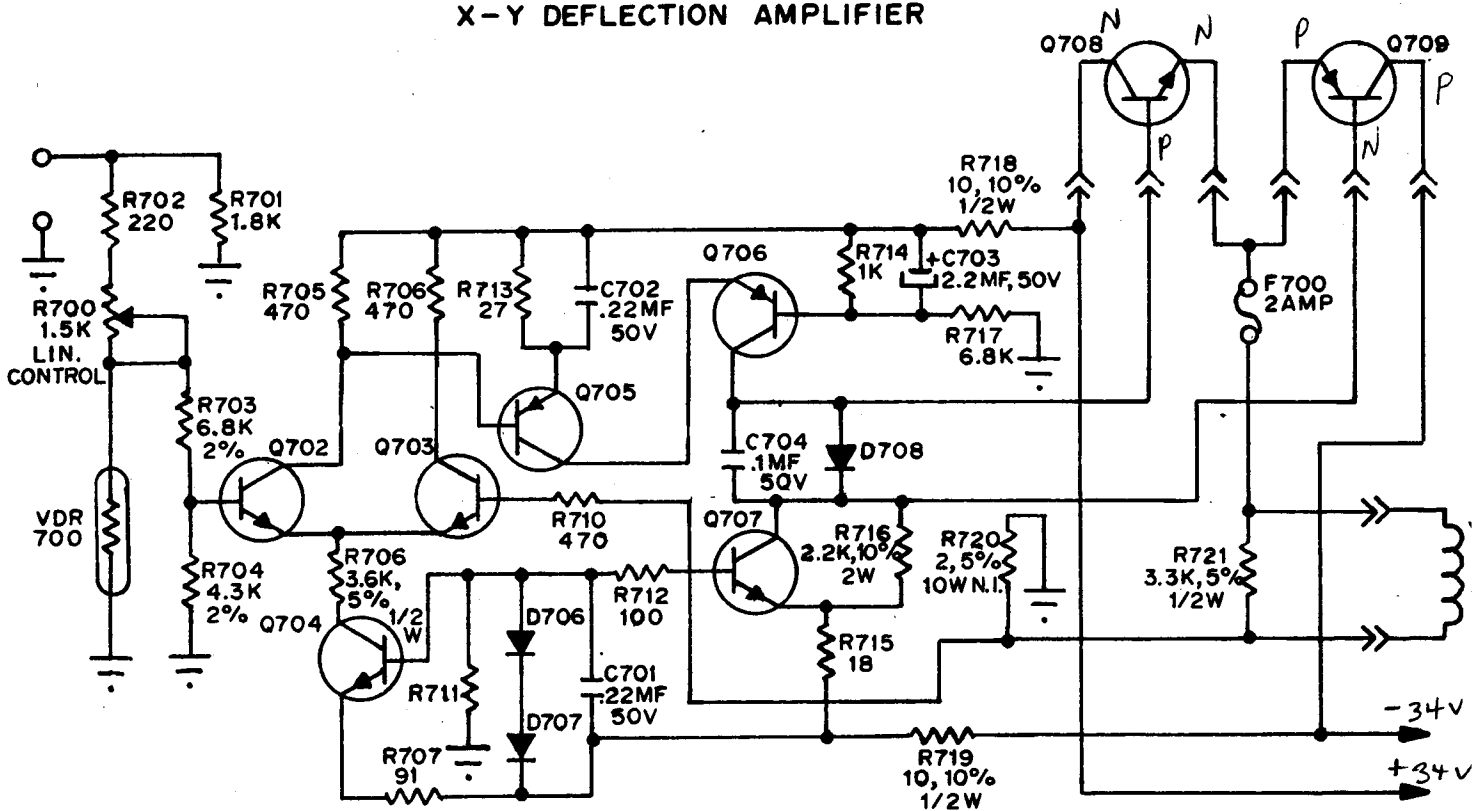 X-Y DEFLECTION AMPLIFIER
N
N
P
Q708
Q709
P
P
N
R702
220
R701
1.8K
R718
10, 10%
1/2W
R700
1.5K
LIN.
CONTROL
R705
470
R706
470
R713
27
C702
.22MF
50V
Q706
R714
1K
+C703
2.2MF, 50V
R717
6.8K
F700
2AMP
Q705
R703
6.8K
2%
Q702
Q703
C704
.1MF
50V
D708
VDR
700
R710
470
Q707
R716
2.2K, 10%
2W
R720
2, 5%
10W N.I.
R721
3.3K, 5%
1/2W
R704
4.3K
2%
R706
3.6K,
5%
1/2
W
R712
100
Q704
D706
R715
18
R711
C701
.22MF
50V
D707
R707
91
R719
10, 10%
1/2W
-34V
+34V